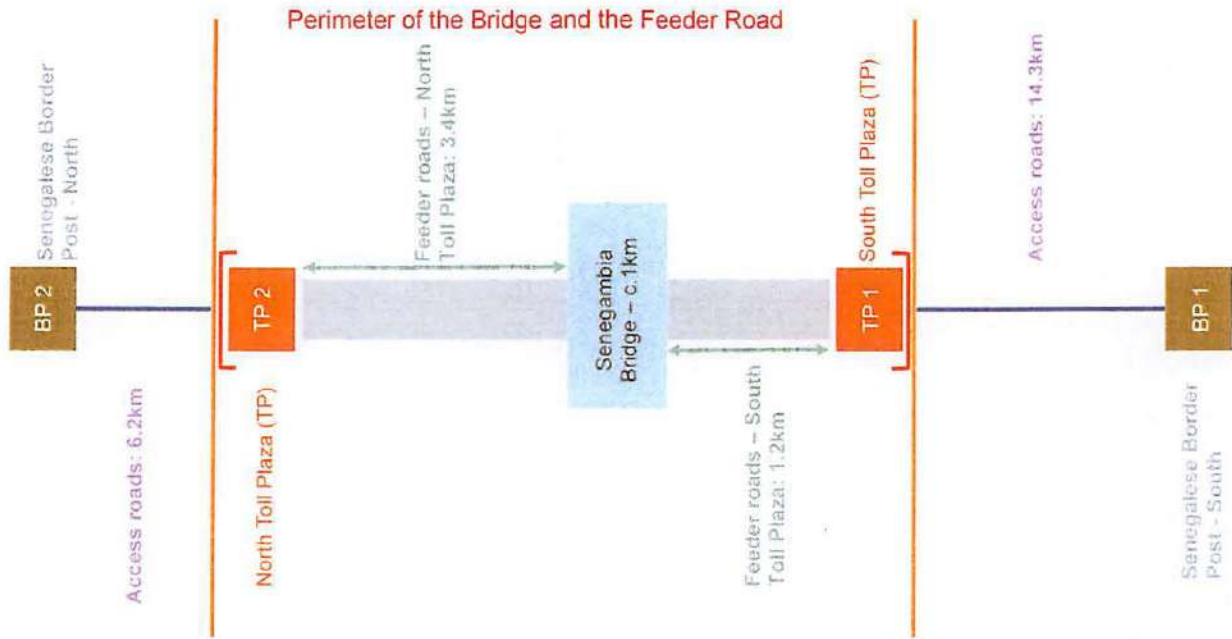 Perimeter of the Bridge and the Feeder Road
BP 2
Senegalese Border
Post - North
Access roads: 6.2km
TP 2
North Toll Plaza (TP)
Feeder roads – North
Toll Plaza: 3.4km
Senegambia
Bridge – c.1km
Feeder roads – South
Toll Plaza: 1.2km
TP 1
South Toll Plaza (TP)
Access roads: 14.3km
BP 1
Senegalese Border
Post - South